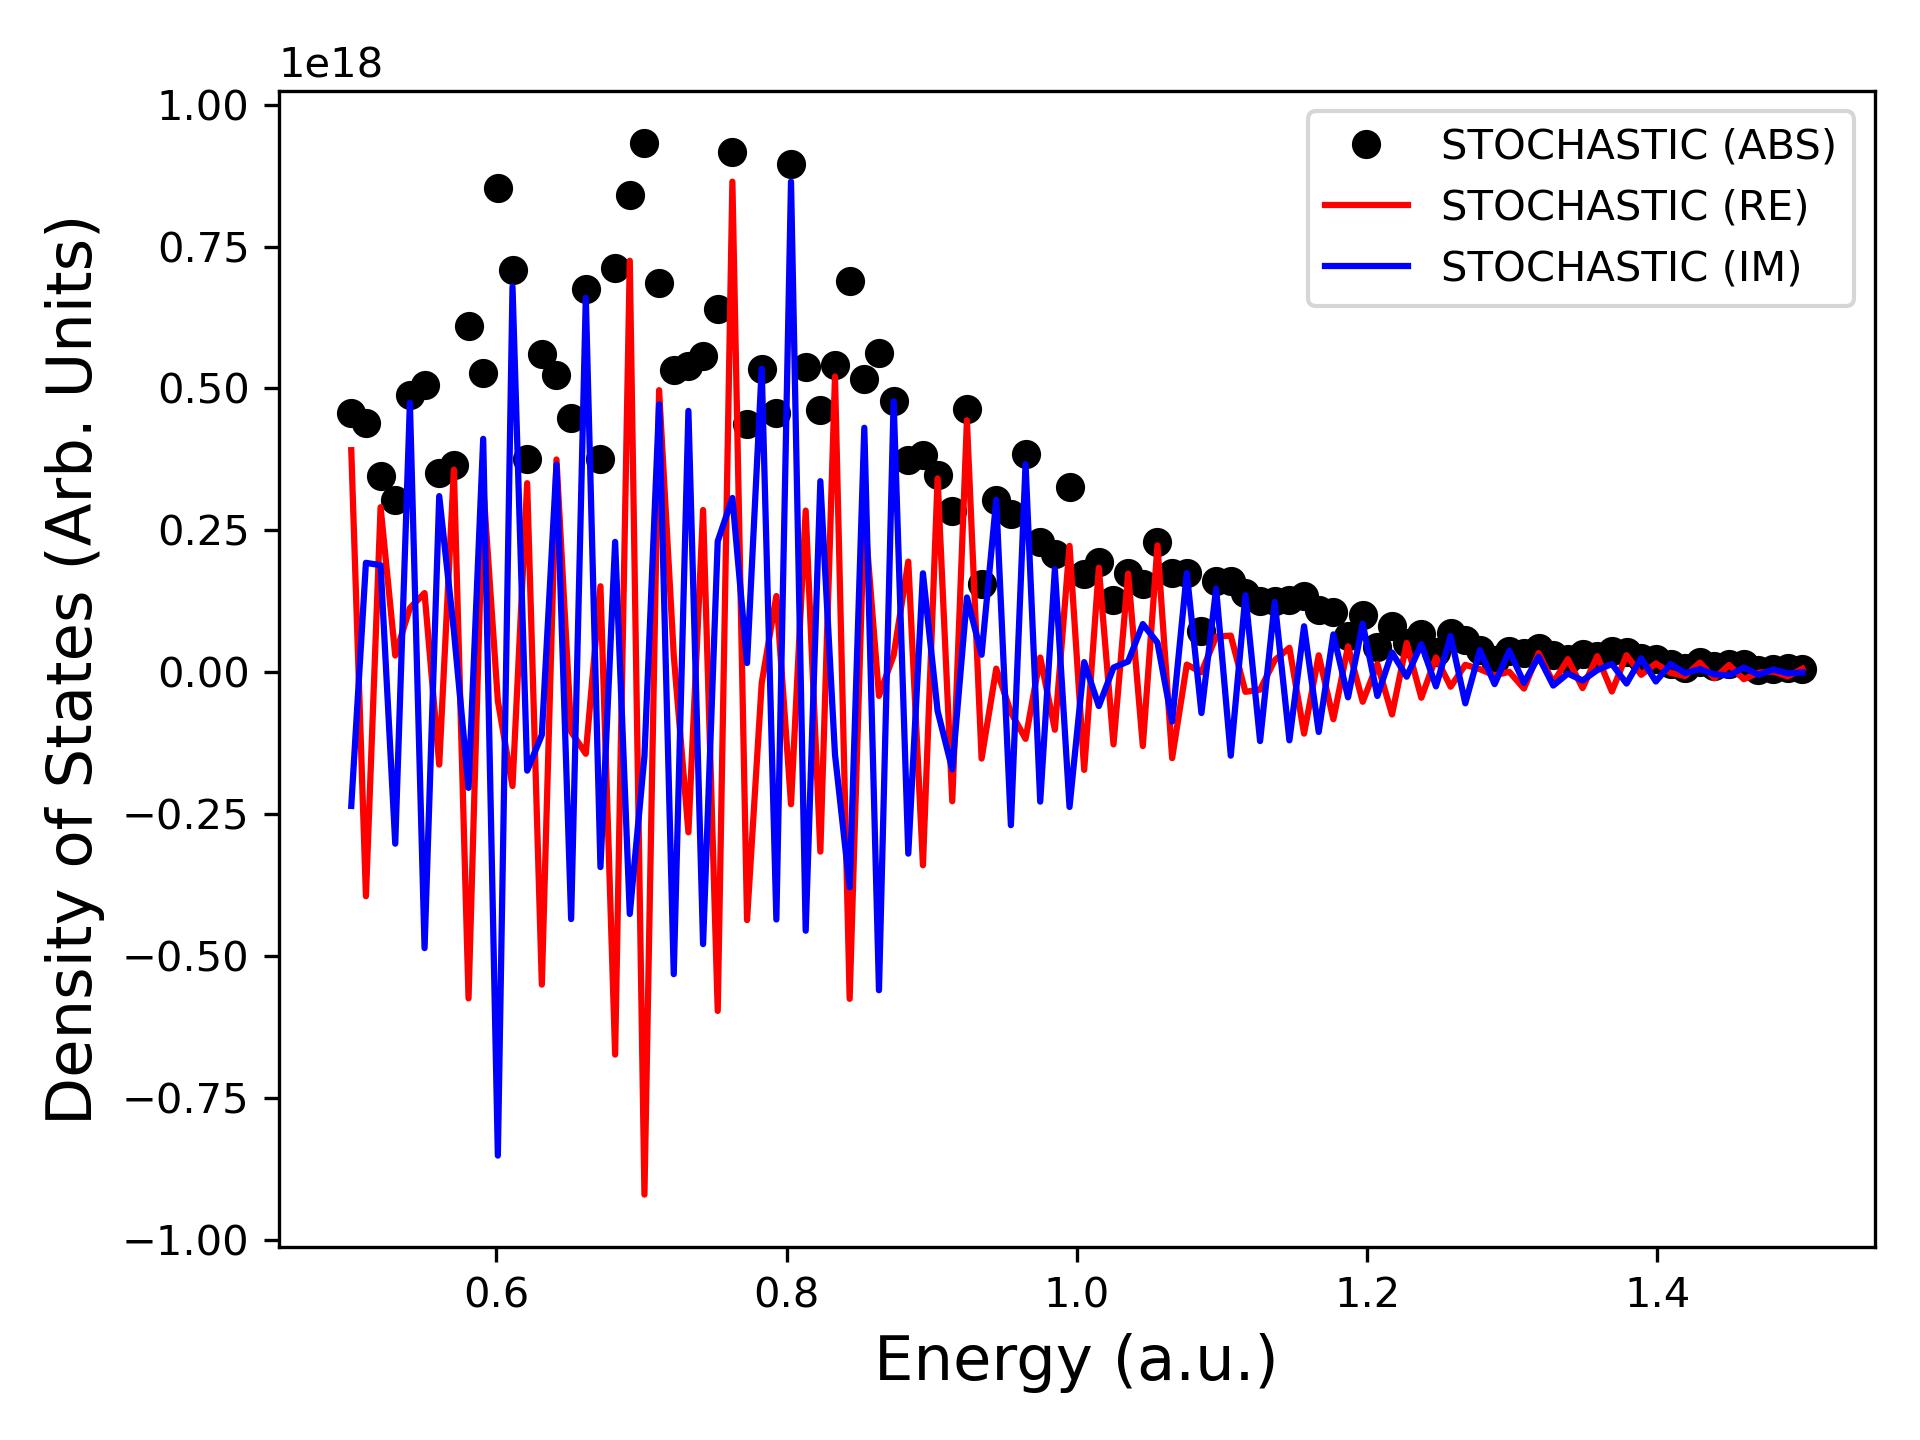 1e18
1.00
0.75
0.50
0.25
0.00
−0.25
−0.50
−0.75
−1.00
Density of States (Arb. Units)
STOCHASTIC (ABS)
STOCHASTIC (RE)
STOCHASTIC (IM)
0.6 0.8 1.0 1.2 1.4
Energy (a.u.)